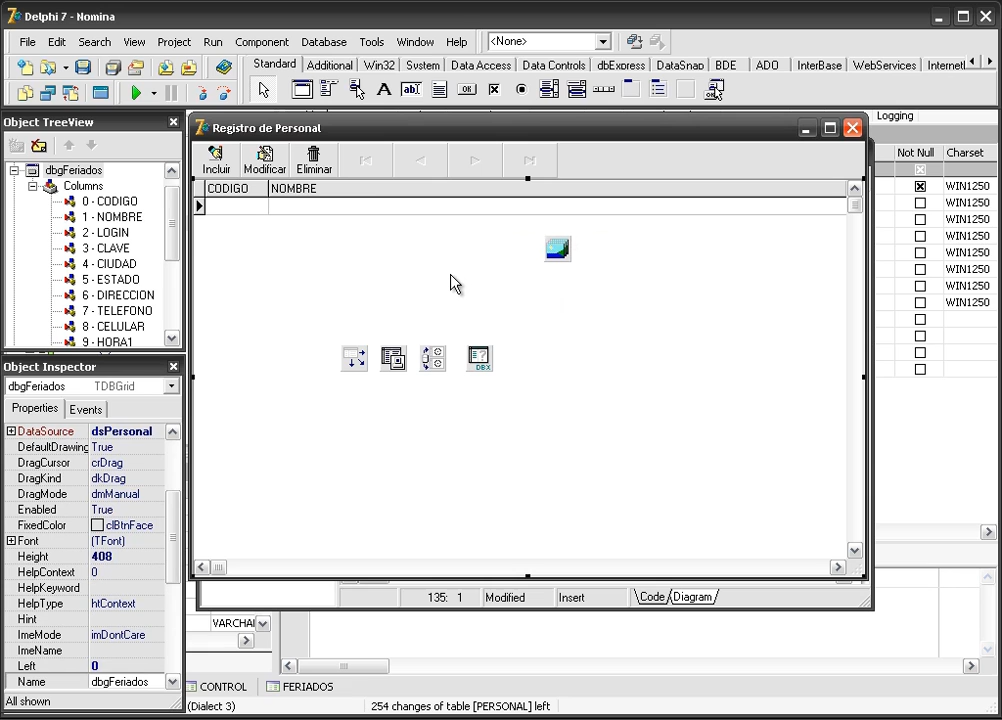 Delphi 7 - Nomina
File Edit Search View Project Run Component Database Tools Window Help <None>
Standard Additional Win32 System Data Access Data Controls dbExpress DataSnap BDE ADO InterBase WebServices InternetE
Object TreeView
dbgFeriados
Columns
0 - CODIGO
1 - NOMBRE
2 - LOGIN
3 - CLAVE
4 - CIUDAD
5 - ESTADO
6 - DIRECCION
7 - TELEFONO
8 - CELULAR
9 - HORA1
Object Inspector
dbgFeriados TDBGrid
Properties Events
DataSource dsPersonal
DefaultDrawing True
DragCursor crDrag
DragKind dkDrag
DragMode dmManual
Enabled True
FixedColor clBtnFace
Font (TFont)
Height 408
HelpContext 0
HelpKeyword
HelpType htContext
Hint
ImeMode imDontCare
ImeName
Left 0
Name dbgFeriados
All shown
Registro de Personal
Incluir Modificar Eliminar
CODIGO NOMBRE
DBX
135: 1 Modified Insert Code Diagram
Logging
Not Null Charset
WIN1250
WIN1250
WIN1250
WIN1250
WIN1250
WIN1250
WIN1250
WIN1250
VARCHAR
CONTROL FERIADOS
(Dialect 3) 254 changes of table [PERSONAL] left